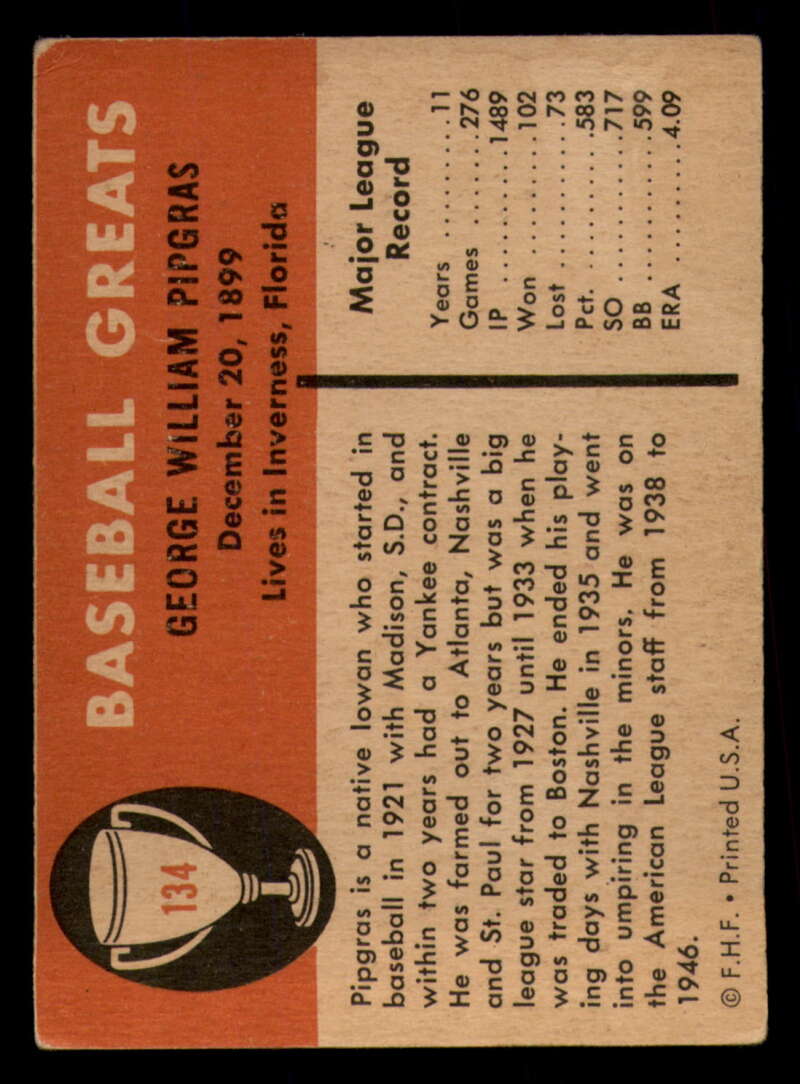 134
BASEBALL GREATS
GEORGE WILLIAM PIPGRAS
December 20, 1899
Lives in Inverness, Florida
Pipgras is a native Iowan who started in
baseball in 1921 with Madison, S.D., and
within two years had a Yankee contract.
He was farmed out to Atlanta, Nashville
and St. Paul for two years but was a big
league star from 1927 until 1933 when he
was traded to Boston. He ended his play-
ing days with Nashville in 1935 and went
into umpiring in the minors. He was on
the American League staff from 1938 to
1946.
© F.H.F. • Printed U.S.A.
Major League
Record
Years ..........11
Games .......276
IP ..........1489
Won .........102
Lost ..........73
Pct. .........583
SO ..........717
BB ..........599
ERA .........4.09